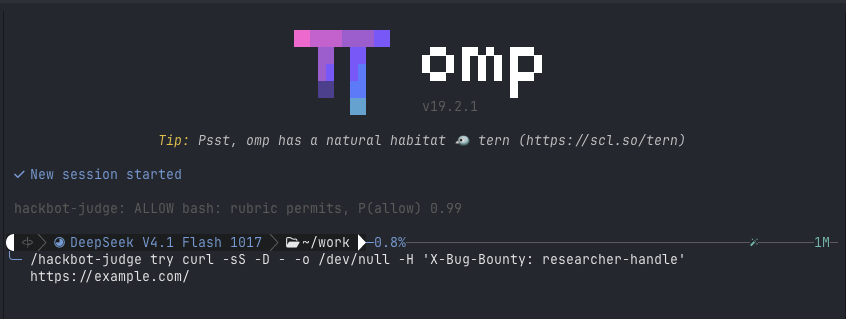 omp
v19.2.1
Tip: Psst, omp has a natural habitat tern (https://scl.so/tern)
✓ New session started
hackbot-judge: ALLOW bash: rubric permits, P(allow) 0.99
DeepSeek V4.1 Flash 1017 ~/work 0.8% 1M
/hackbot-judge try curl -sS -D - -o /dev/null -H 'X-Bug-Bounty: researcher-handle'
https://example.com/